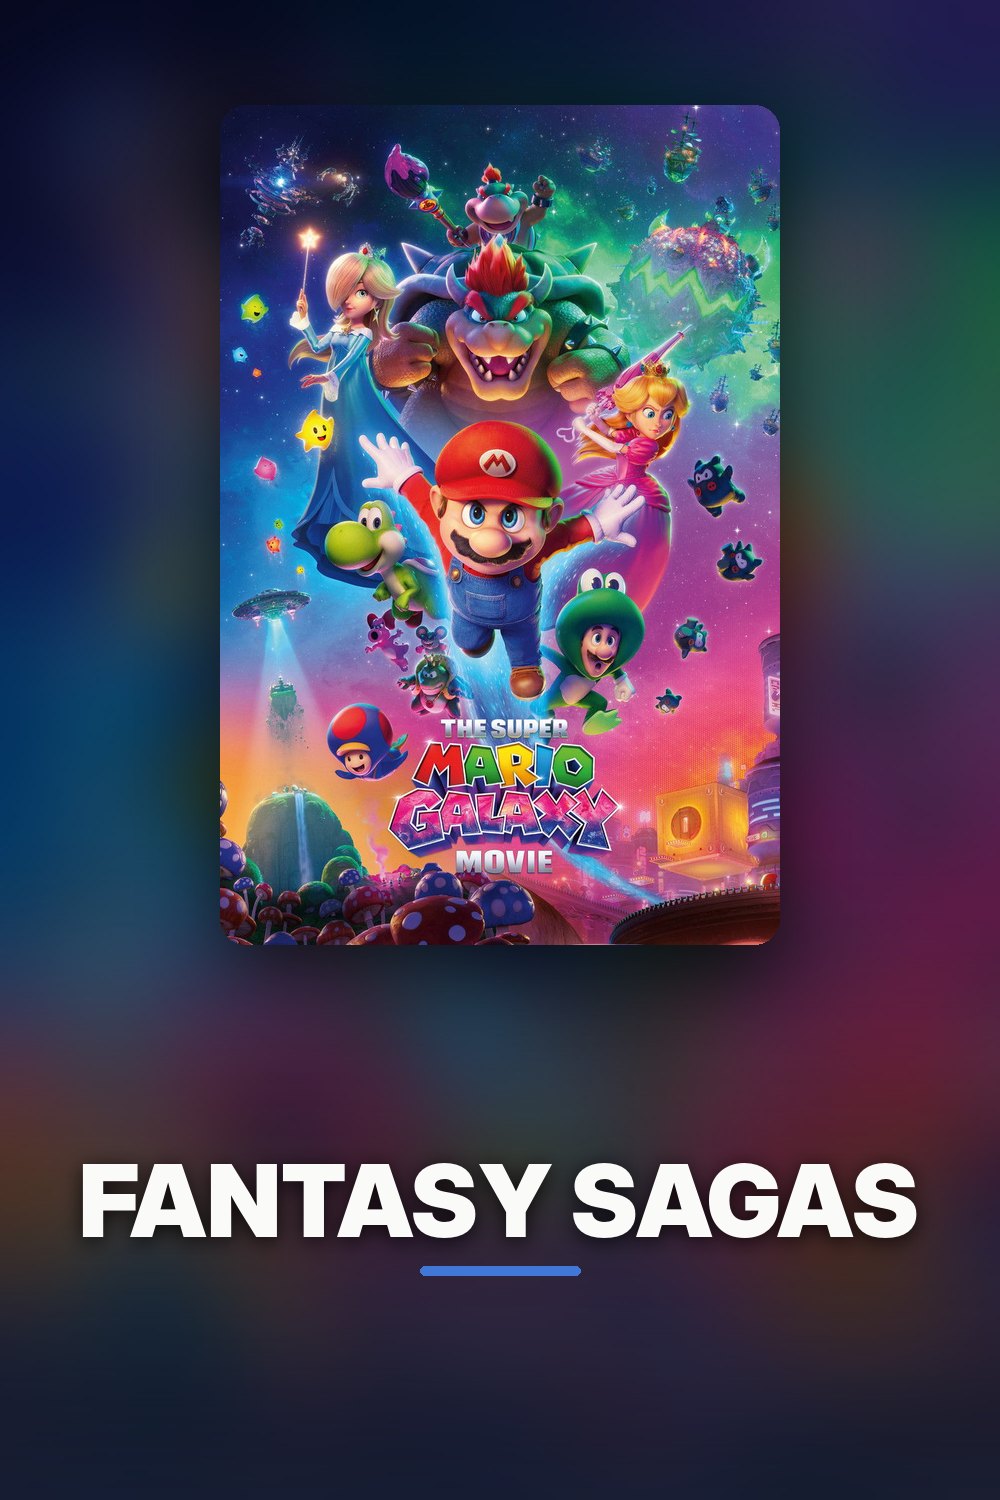 M
THE SUPER
MARIO
GALAXY
MOVIE
FANTASY SAGAS